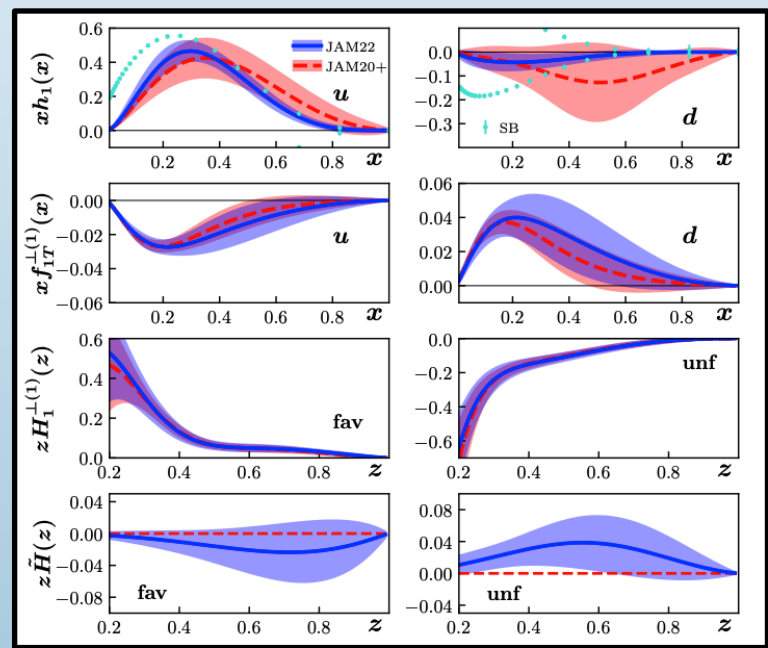 0.6
0.4
0.2
0.0
xh₁(x)
JAM22
JAM20+
u
0.2 0.4 0.6 0.8 x
0.0
−0.1
−0.2
−0.3
SB
d
0.2 0.4 0.6 0.8 x
0.00
−0.02
−0.04
−0.06
xf₁T⊥(1)(x)
u
0.2 0.4 0.6 0.8 x
0.06
0.04
0.02
0.00
d
0.2 0.4 0.6 0.8 x
0.6
0.4
0.2
0.0
zH₁⊥(1)(z)
fav
0.2 0.4 0.6 0.8 z
0.0
−0.2
−0.4
−0.6
unf
0.2 0.4 0.6 0.8 z
0.04
0.00
−0.04
−0.08
zH̃(z)
fav
0.2 0.4 0.6 0.8 z
0.08
0.04
0.00
−0.04
unf
0.2 0.4 0.6 0.8 z